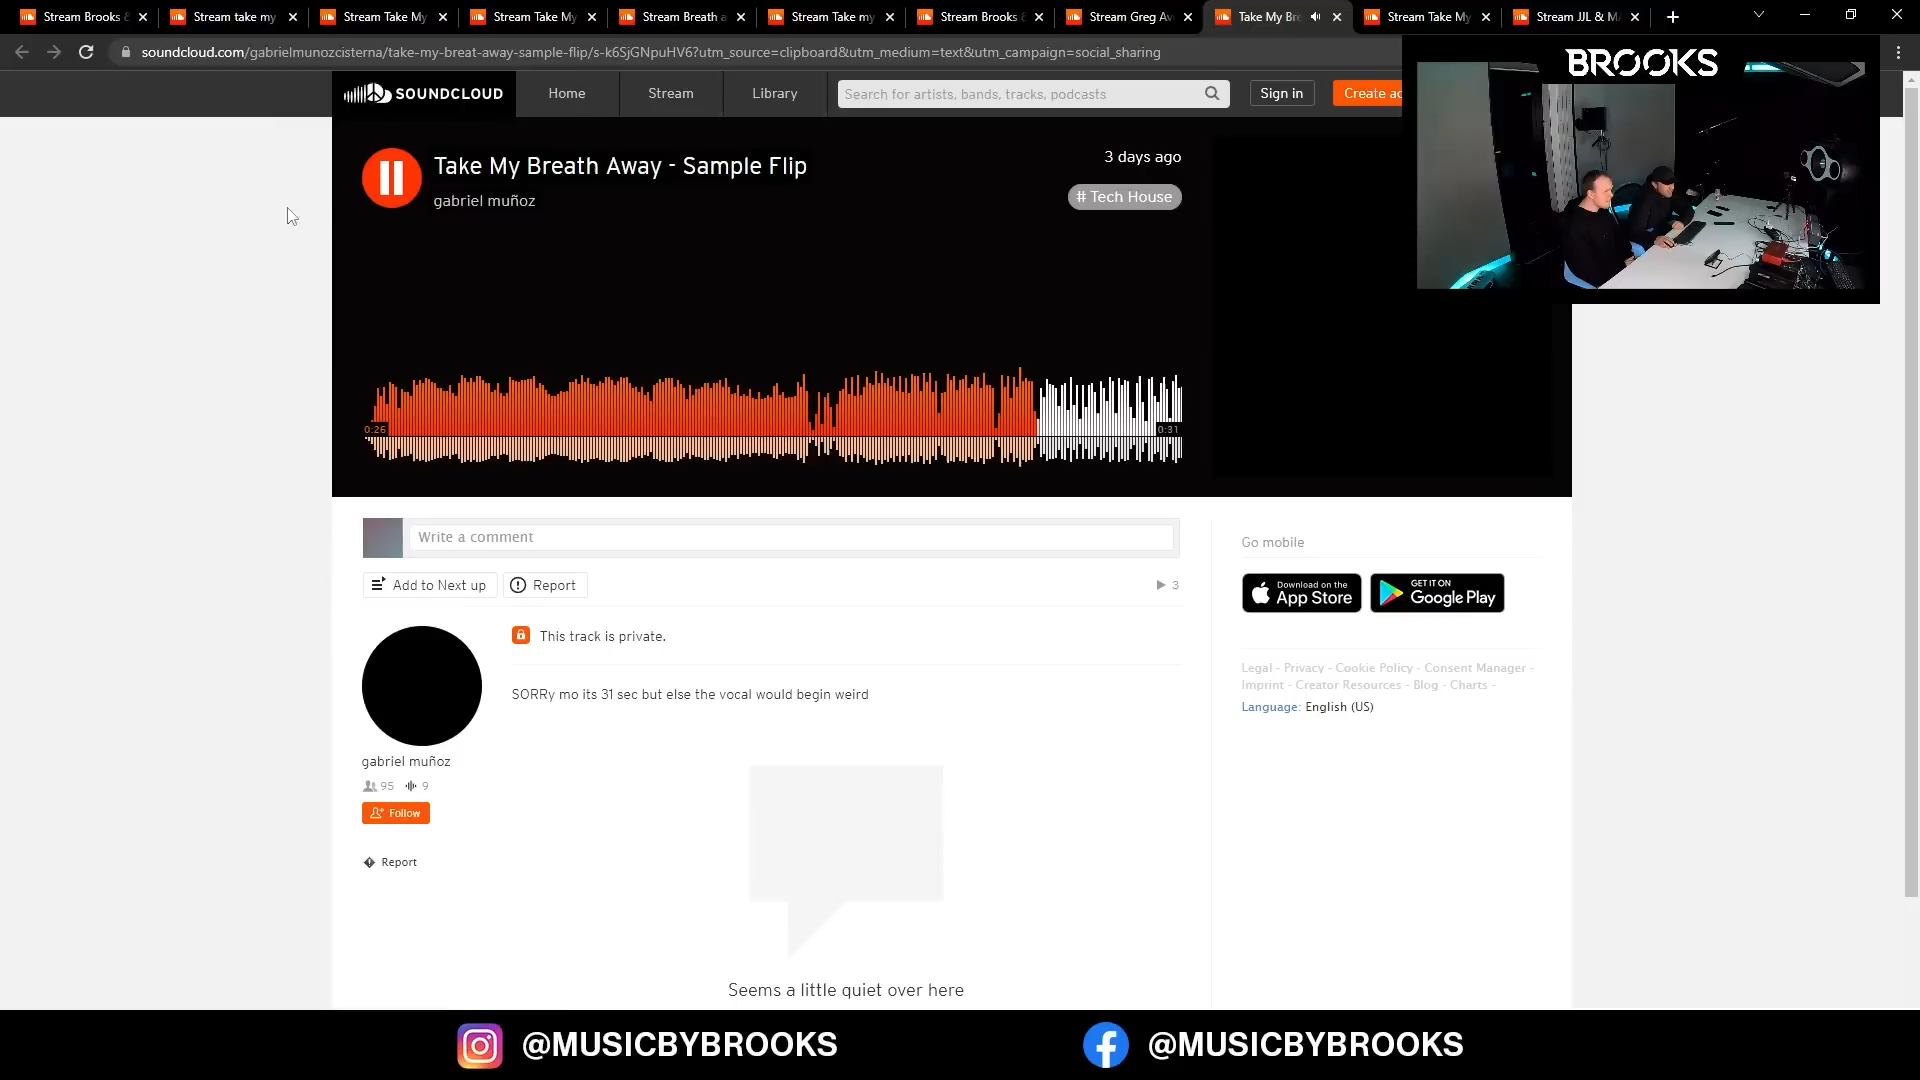 Stream Brooks &
Stream take my
Stream Take My
Stream Take My
Stream Breath a
Stream Take my
Stream Brooks &
Stream Greg Av
Take My Bre
Stream Take My
Stream JJL & M
soundcloud.com/gabrielmunozcisterna/take-my-breat-away-sample-flip/s-k6SjGNpuHV6?utm_source=clipboard&utm_medium=text&utm_campaign=social_sharing
BROOKS
SOUNDCLOUD
Home
Stream
Library
Search for artists, bands, tracks, podcasts
Sign in
Create ac
Take My Breath Away - Sample Flip
gabriel muñoz
3 days ago
# Tech House
0:26
0:31
Write a comment
Add to Next up
Report
3
This track is private.
SORRy mo its 31 sec but else the vocal would begin weird
gabriel muñoz
95
9
Follow
Report
Seems a little quiet over here
Go mobile
Download on the
App Store
GET IT ON
Google Play
Legal - Privacy - Cookie Policy - Consent Manager -
Imprint - Creator Resources - Blog - Charts -
Language: English (US)
@MUSICBYBROOKS
@MUSICBYBROOKS